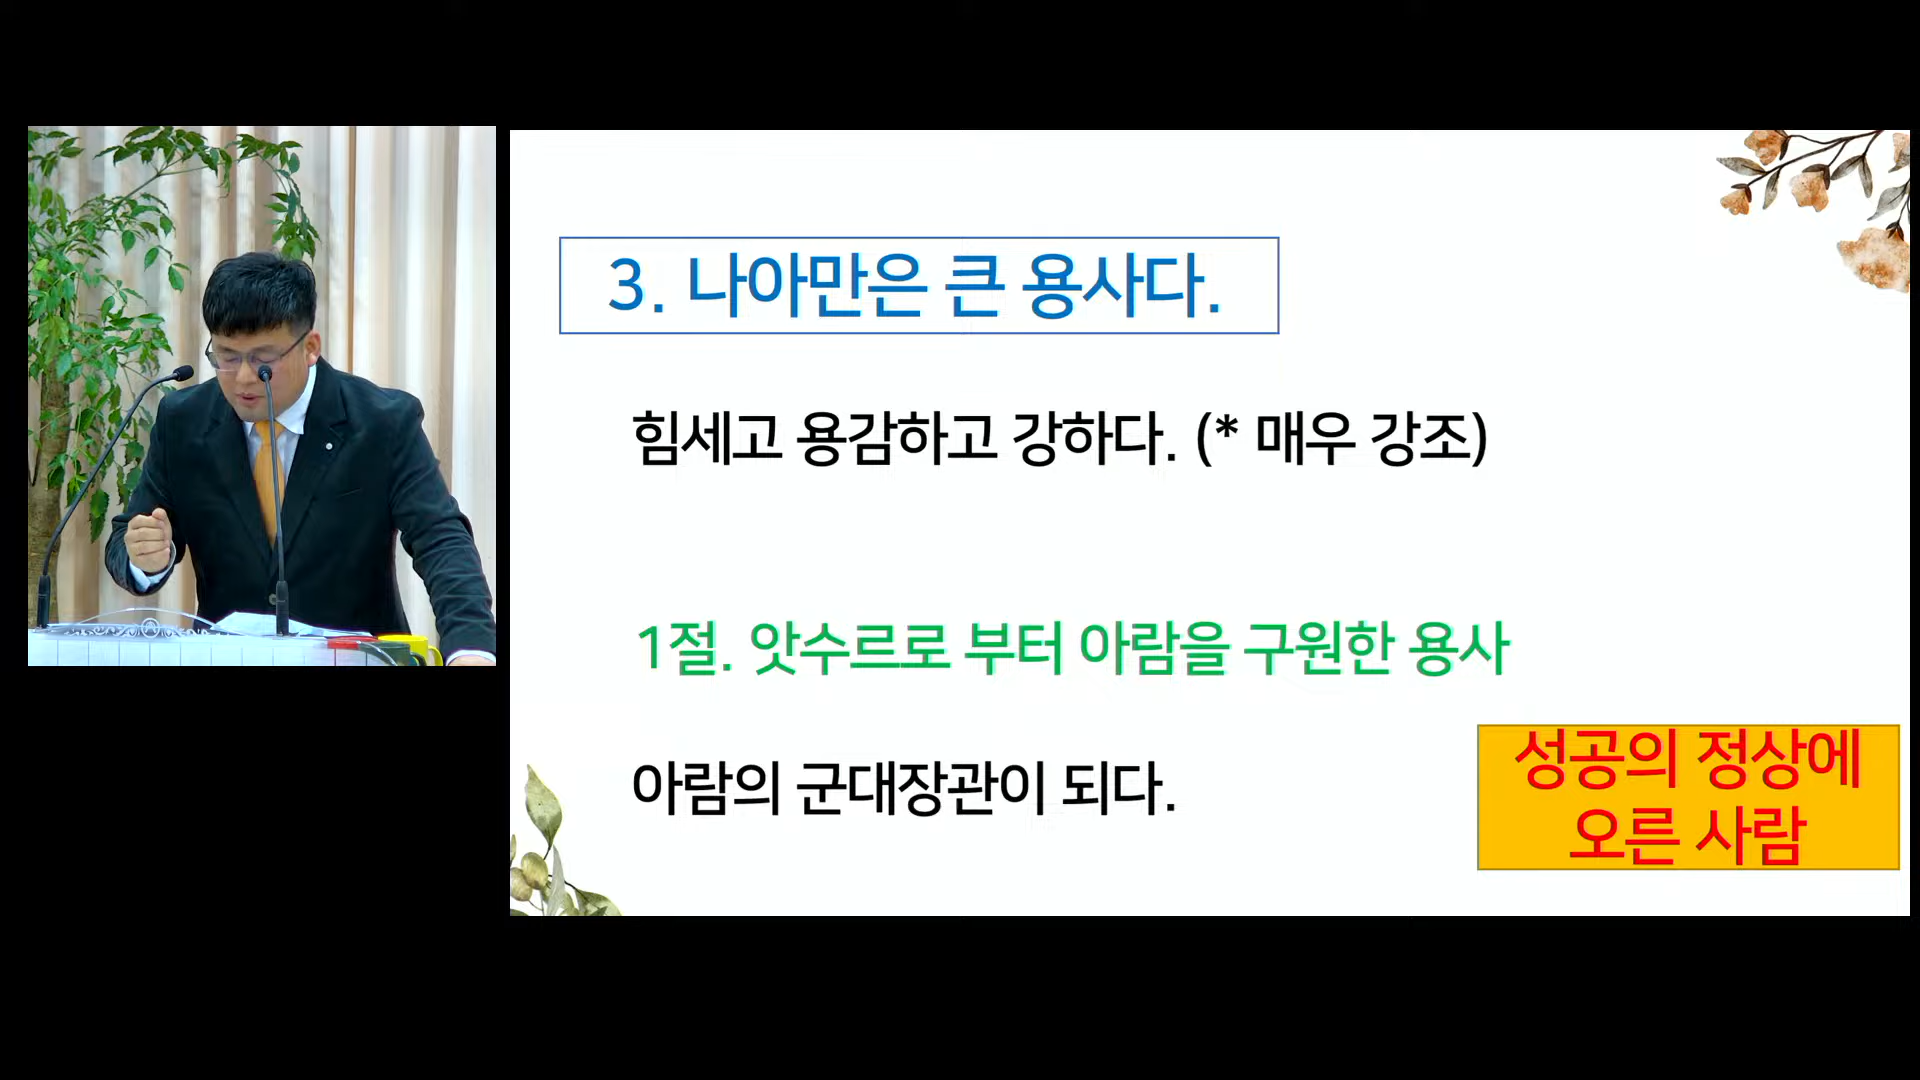 3. 나아만은 큰 용사다.
힘세고 용감하고 강하다. (* 매우 강조)
1절. 앗수르로 부터 아람을 구원한 용사
아람의 군대장관이 되다.
성공의 정상에
오른 사람